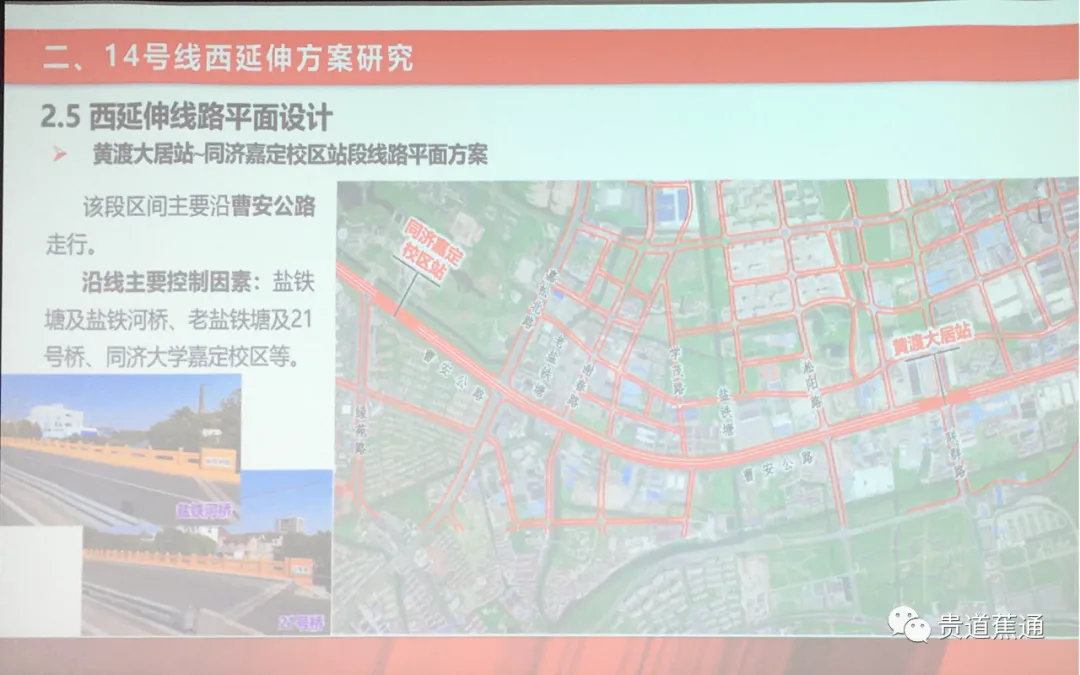 二、14号线西延伸方案研究
2.5 西延伸线路平面设计
➢ 黄渡大居站~同济嘉定校区站段线路平面方案
该段区间主要沿曹安公路
走行。
沿线主要控制因素：盐铁
塘及盐铁河桥、老盐铁塘及21
号桥、同济大学嘉定校区等。
同济嘉定
校区站
嘉松北路
老盐铁塘
曹安公路
绿苑路
盐铁塘
黄渡大居站
曹安公路
盐铁河桥
21号桥
贵道蕉通